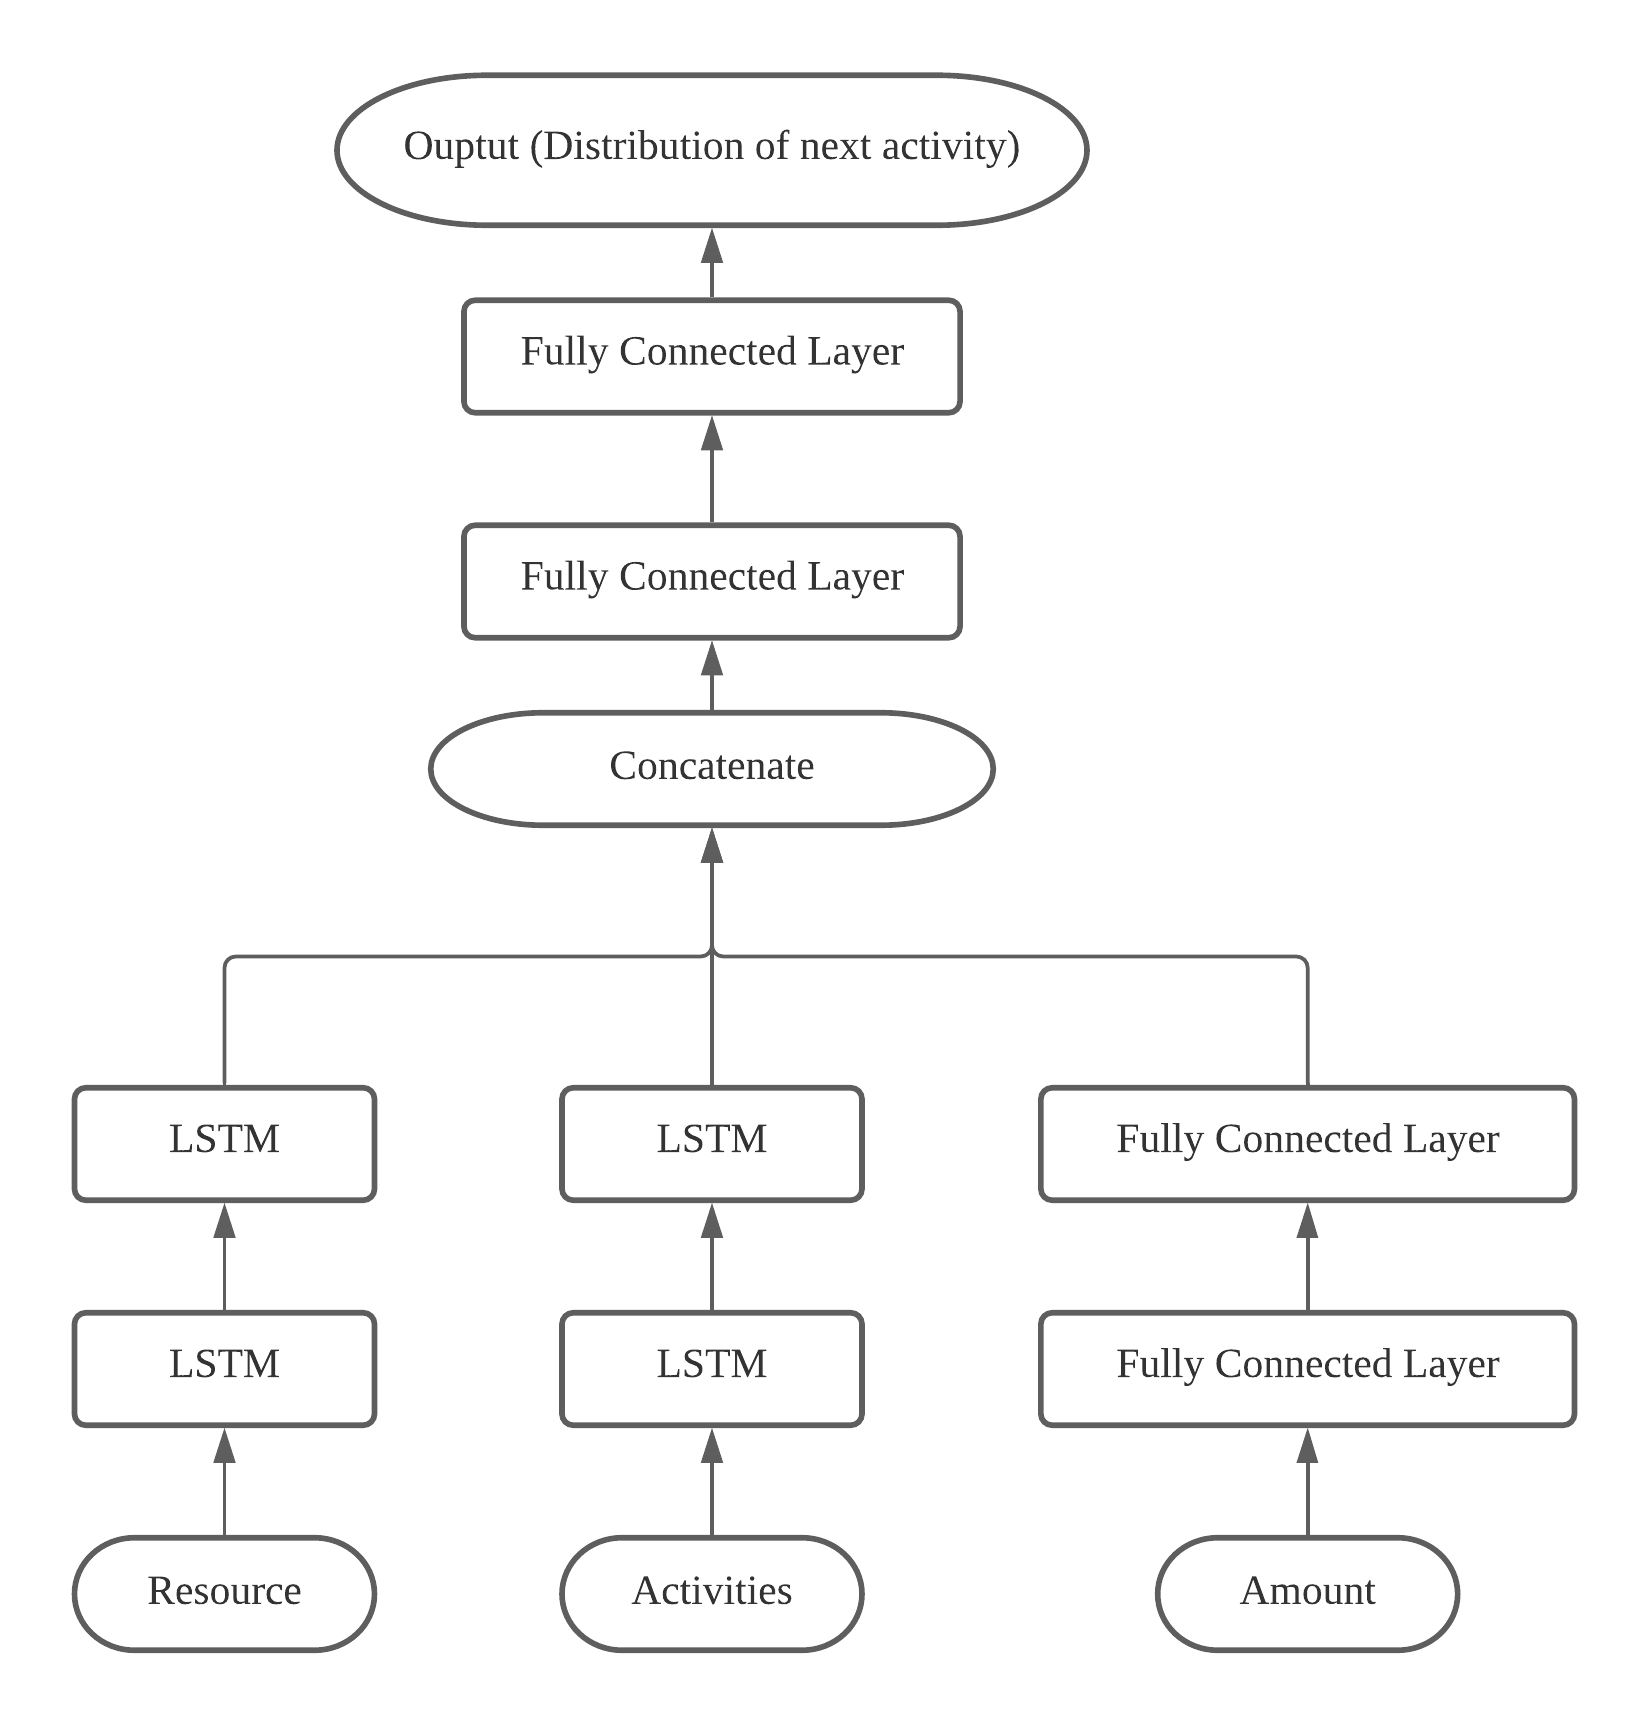 Ouptut (Distribution of next activity)
Fully Connected Layer
Fully Connected Layer
Concatenate
LSTM
LSTM
Fully Connected Layer
LSTM
LSTM
Fully Connected Layer
Resource
Activities
Amount